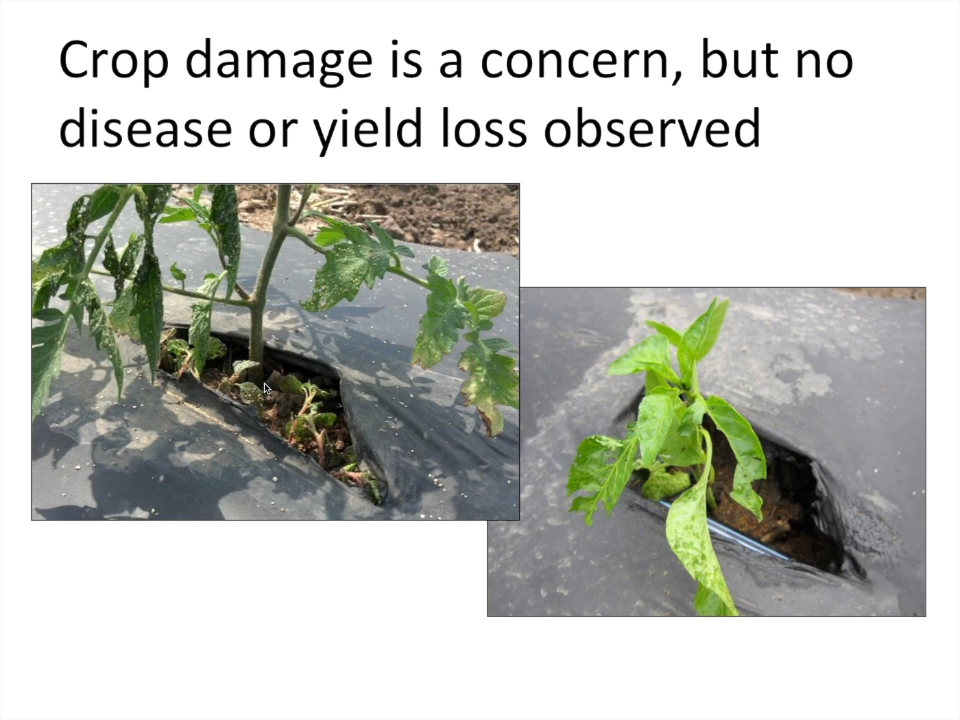 Crop damage is a concern, but no
disease or yield loss observed